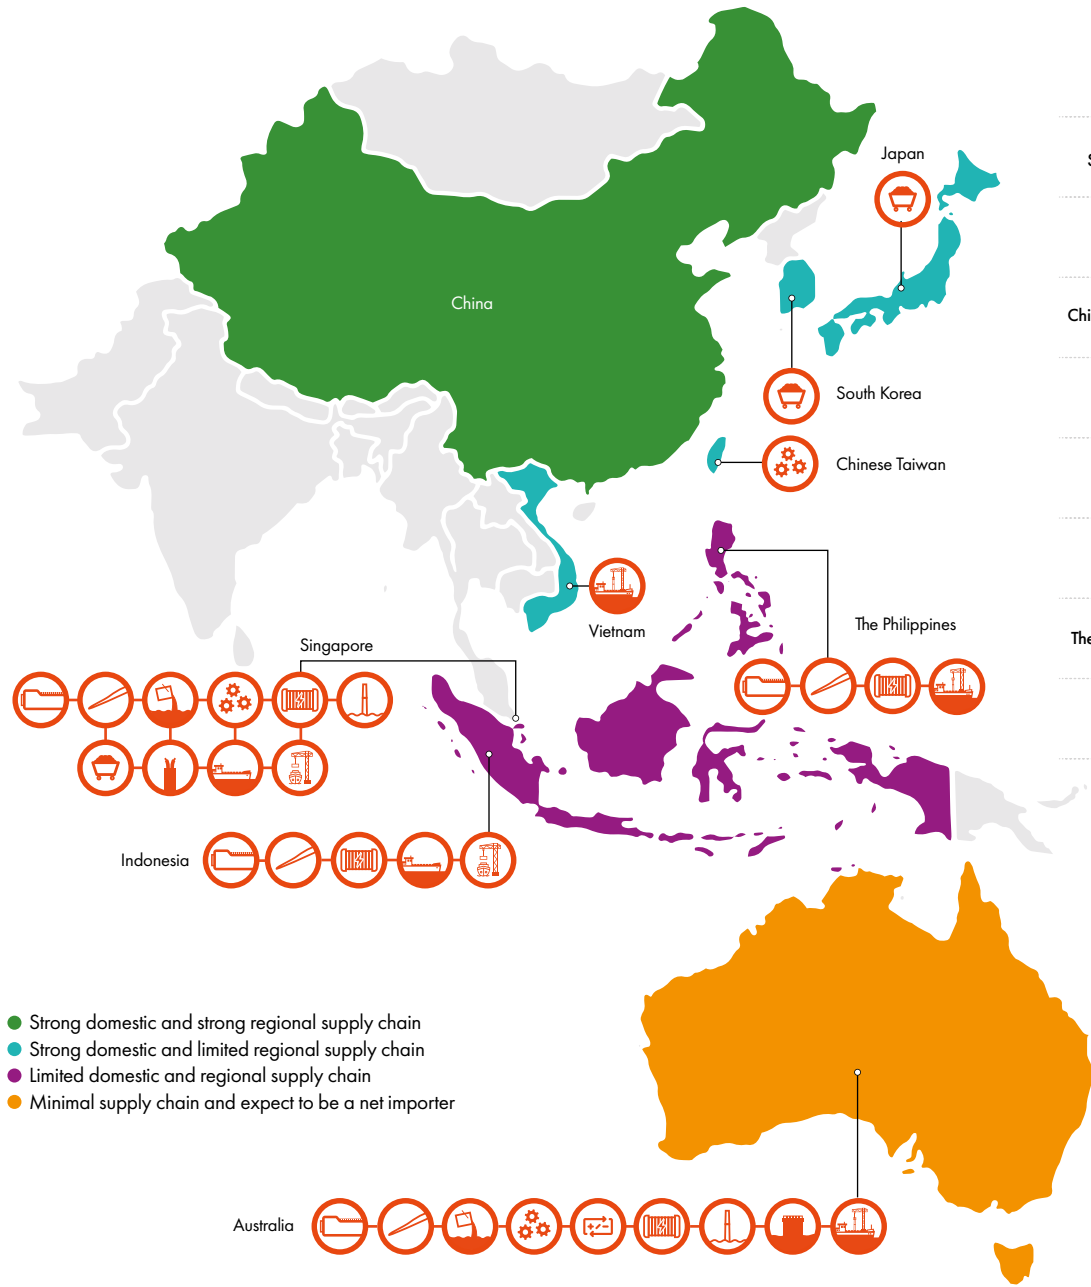 Japan
S
China
Chi
South Korea
Chinese Taiwan
Vietnam
The Philippines
The
Singapore
Indonesia
Strong domestic and strong regional supply chain
Strong domestic and limited regional supply chain
Limited domestic and regional supply chain
Minimal supply chain and expect to be a net importer
Australia